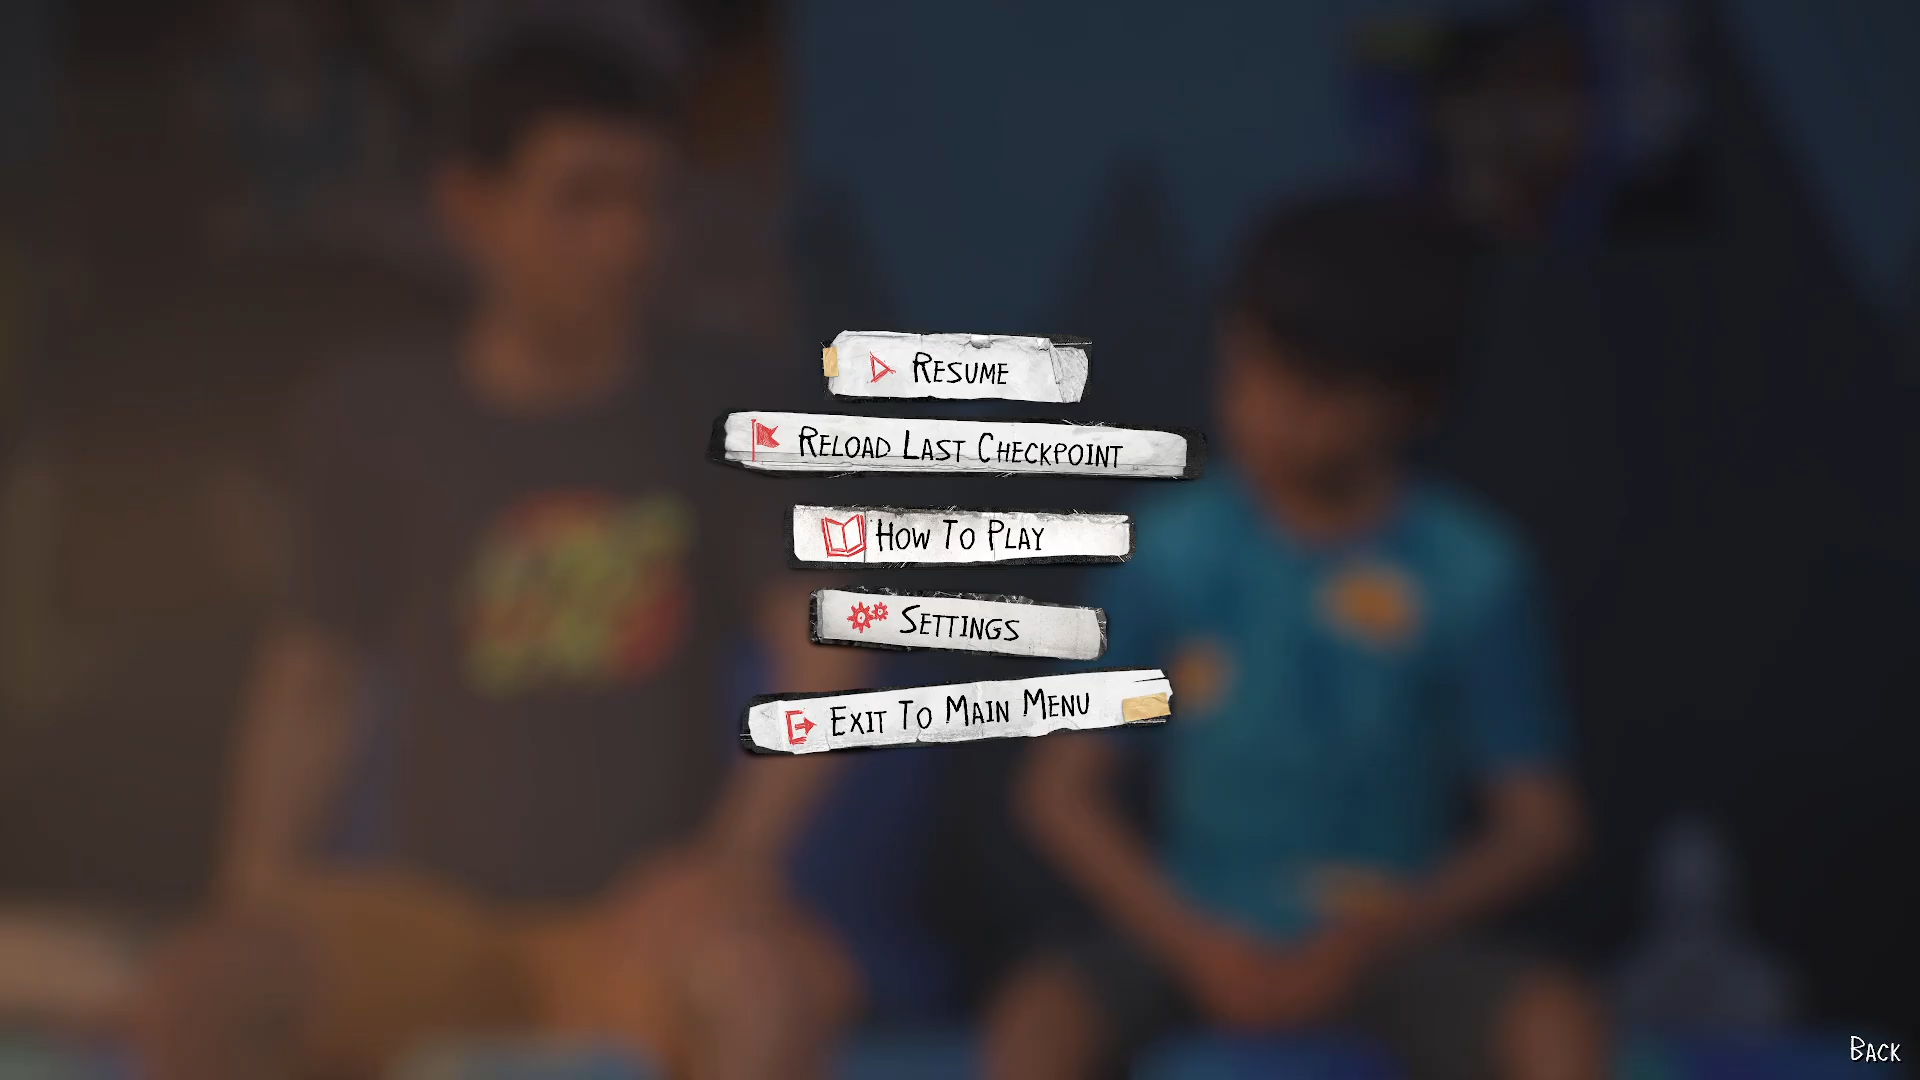 Resume
Reload Last Checkpoint
How To Play
Settings
Exit To Main Menu
Back